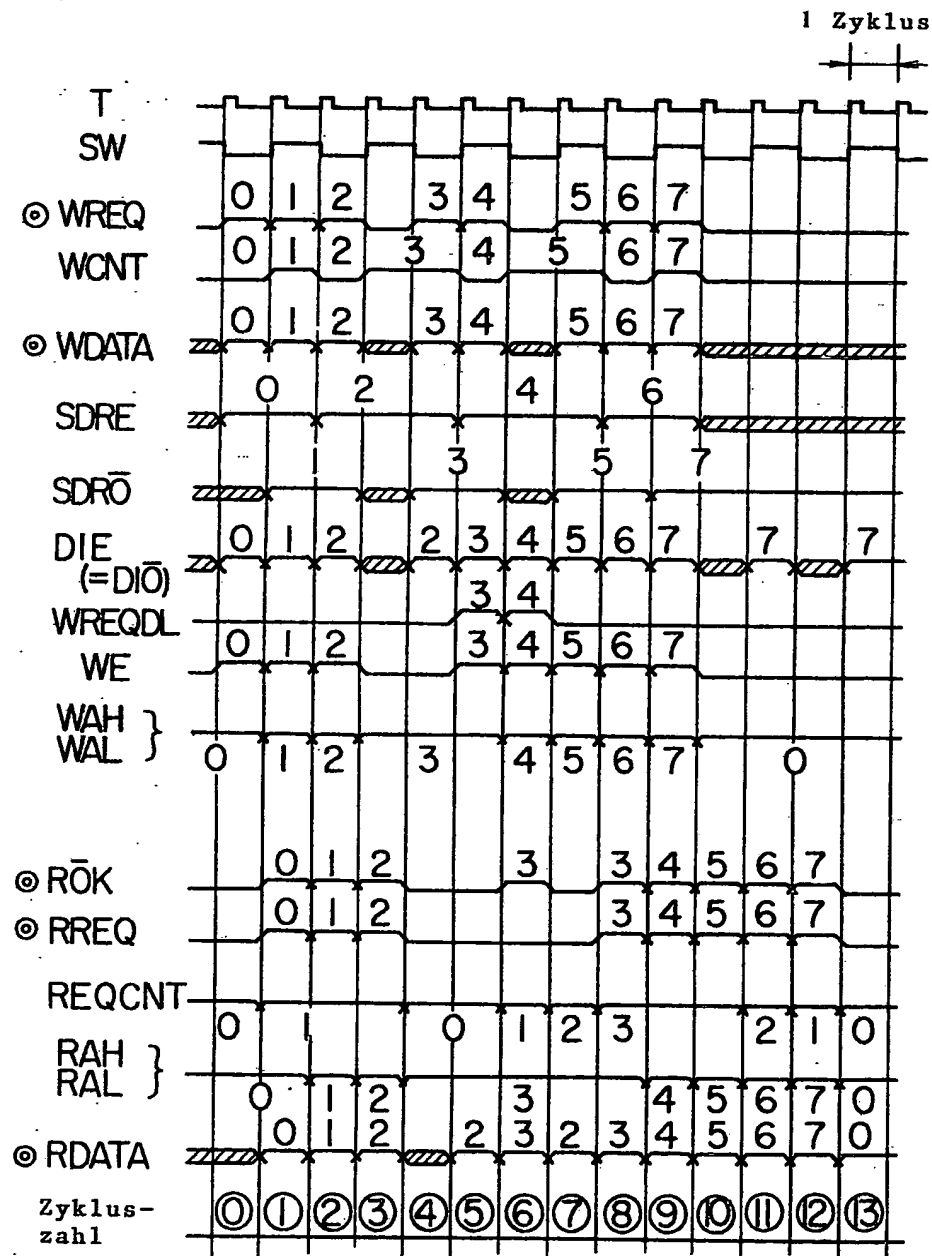 1 Zyklus
T
SW
0 1 2 3 4 5 6 7
◎ WREQ
0 1 2 3 4 5 6 7
WCNT
0 1 2 3 4 5 6 7
◎ WDATA
0 2 4 6
SDRE
1 3 5 7
SDRŌ
0 1 2 2 3 4 5 6 7 7 7
DIE
(=DIŌ)
3 4
WREQDL
0 1 2 3 4 5 6 7
WE
WAH
WAL }
0 1 2 3 4 5 6 7 0
0 1 2 3 3 4 5 6 7
◎ RŌK
0 1 2 3 4 5 6 7
◎ RREQ
REQCNT
0 1 0 1 2 3 2 1 0
RAH
RAL }
0 1 2 3 4 5 6 7 0
0 1 2 2 3 2 3 4 5 6 7 0
◎ RDATA
Zyklus-
zahl
⓪ ① ② ③ ④ ⑤ ⑥ ⑦ ⑧ ⑨ ⑩ ⑪ ⑫ ⑬